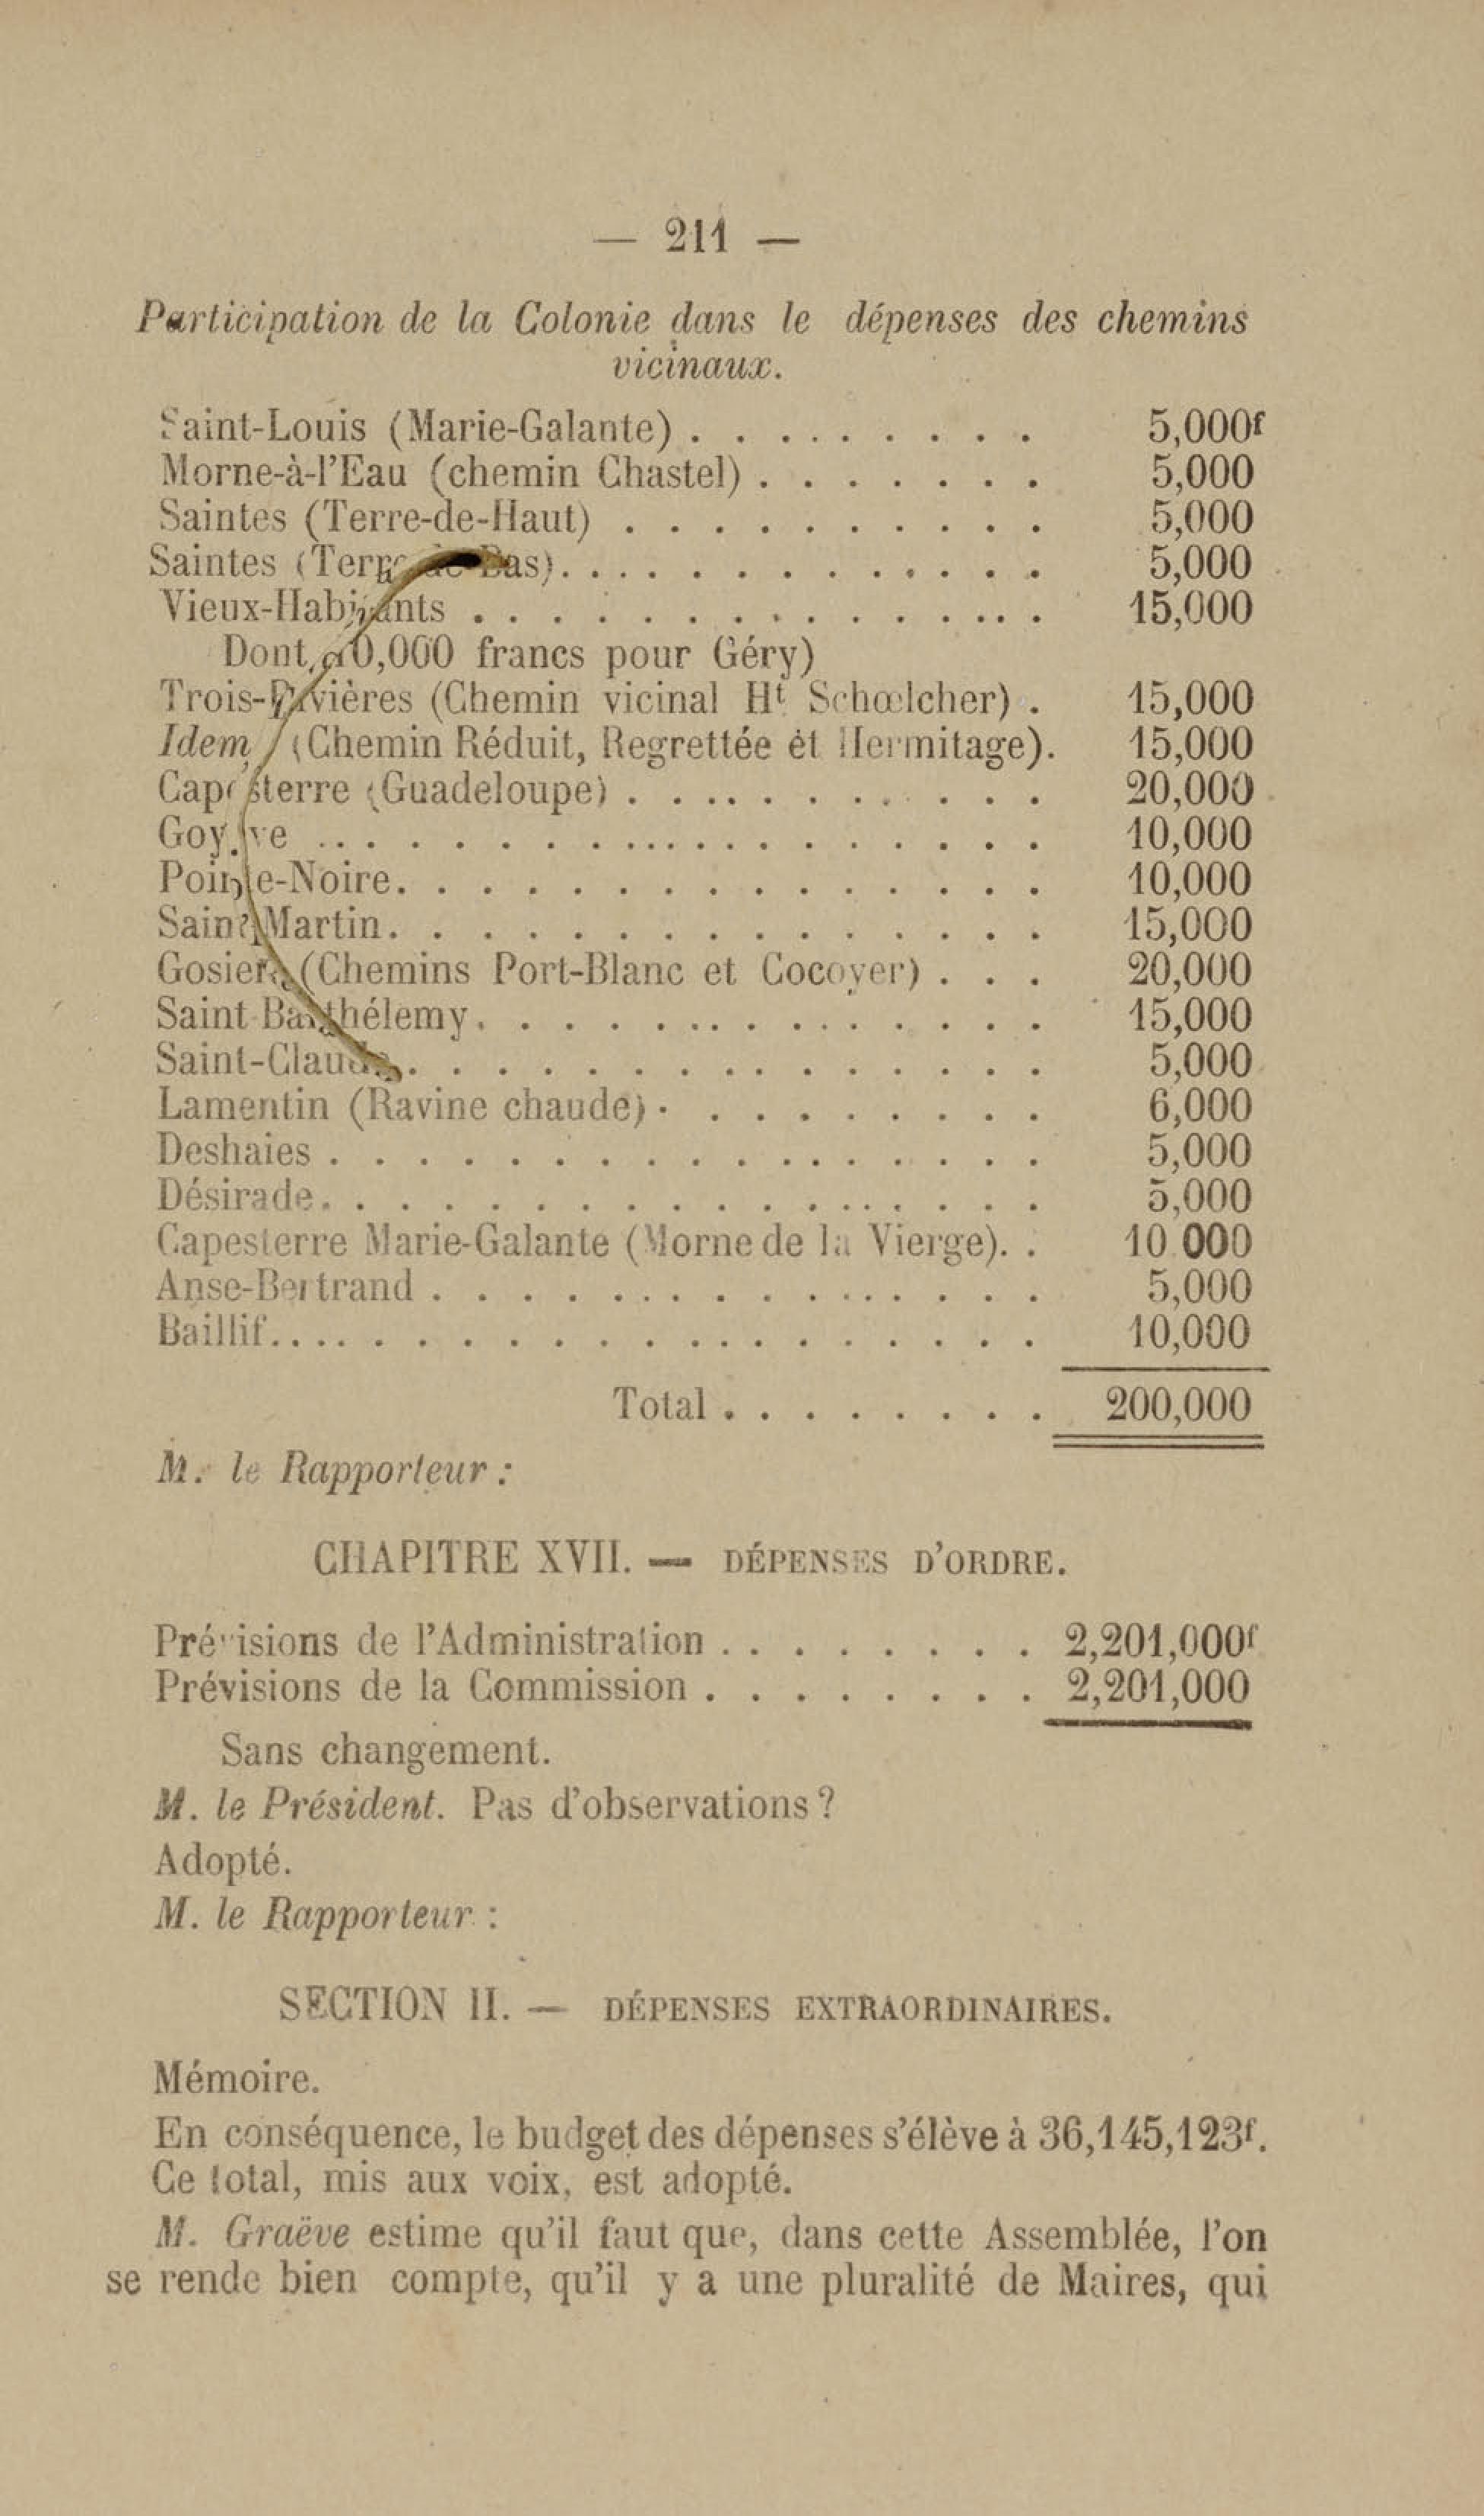 — 211 —
Participation de la Colonie dans le dépenses des chemins
vicinaux.
Saint-Louis (Marie-Galante) . . . . . . . . . 5,000f
Morne-à-l'Eau (chemin Chastel) . . . . . . . 5,000
Saintes (Terre-de-Haut) . . . . . . . . . . 5,000
Saintes (Terre-de-Bas). . . . . . . . . . . . 5,000
Vieux-Habitants . . . . . . . . . . . . . . 15,000
Dont 10,000 francs pour Géry)
Trois-Rivières (Chemin vicinal Ht Schœlcher) . 15,000
Idem (Chemin Réduit, Regrettée et Hermitage). 15,000
Capesterre (Guadeloupe) . . . . . . . . . . 20,000
Goyave . . . . . . . . . . . . . . . . . 10,000
Pointe-Noire. . . . . . . . . . . . . . . 10,000
Saint-Martin. . . . . . . . . . . . . . . 15,000
Gosier (Chemins Port-Blanc et Cocoyer) . . . 20,000
Saint-Barthélemy. . . . . . . . . . . . . . 15,000
Saint-Claude. . . . . . . . . . . . . . . 5,000
Lamentin (Ravine chaude) . . . . . . . . . 6,000
Deshaies . . . . . . . . . . . . . . . . . 5,000
Désirade. . . . . . . . . . . . . . . . . 5,000
Capesterre Marie-Galante (Morne de la Vierge). . 10 000
Anse-Bertrand . . . . . . . . . . . . . . . 5,000
Baillif. . . . . . . . . . . . . . . . . . . 10,000
Total . . . . . . . . 200,000
M. le Rapporteur :
CHAPITRE XVII. — DÉPENSES D'ORDRE.
Prévisions de l'Administration . . . . . . . . 2,201,000f
Prévisions de la Commission . . . . . . . . 2,201,000
Sans changement.
M. le Président. Pas d'observations ?
Adopté.
M. le Rapporteur :
SECTION II. — DÉPENSES EXTRAORDINAIRES.
Mémoire.
En conséquence, le budget des dépenses s'élève à 36,145,123f.
Ce total, mis aux voix, est adopté.
M. Graëve estime qu'il faut que, dans cette Assemblée, l'on
se rende bien compte, qu'il y a une pluralité de Maires, qui